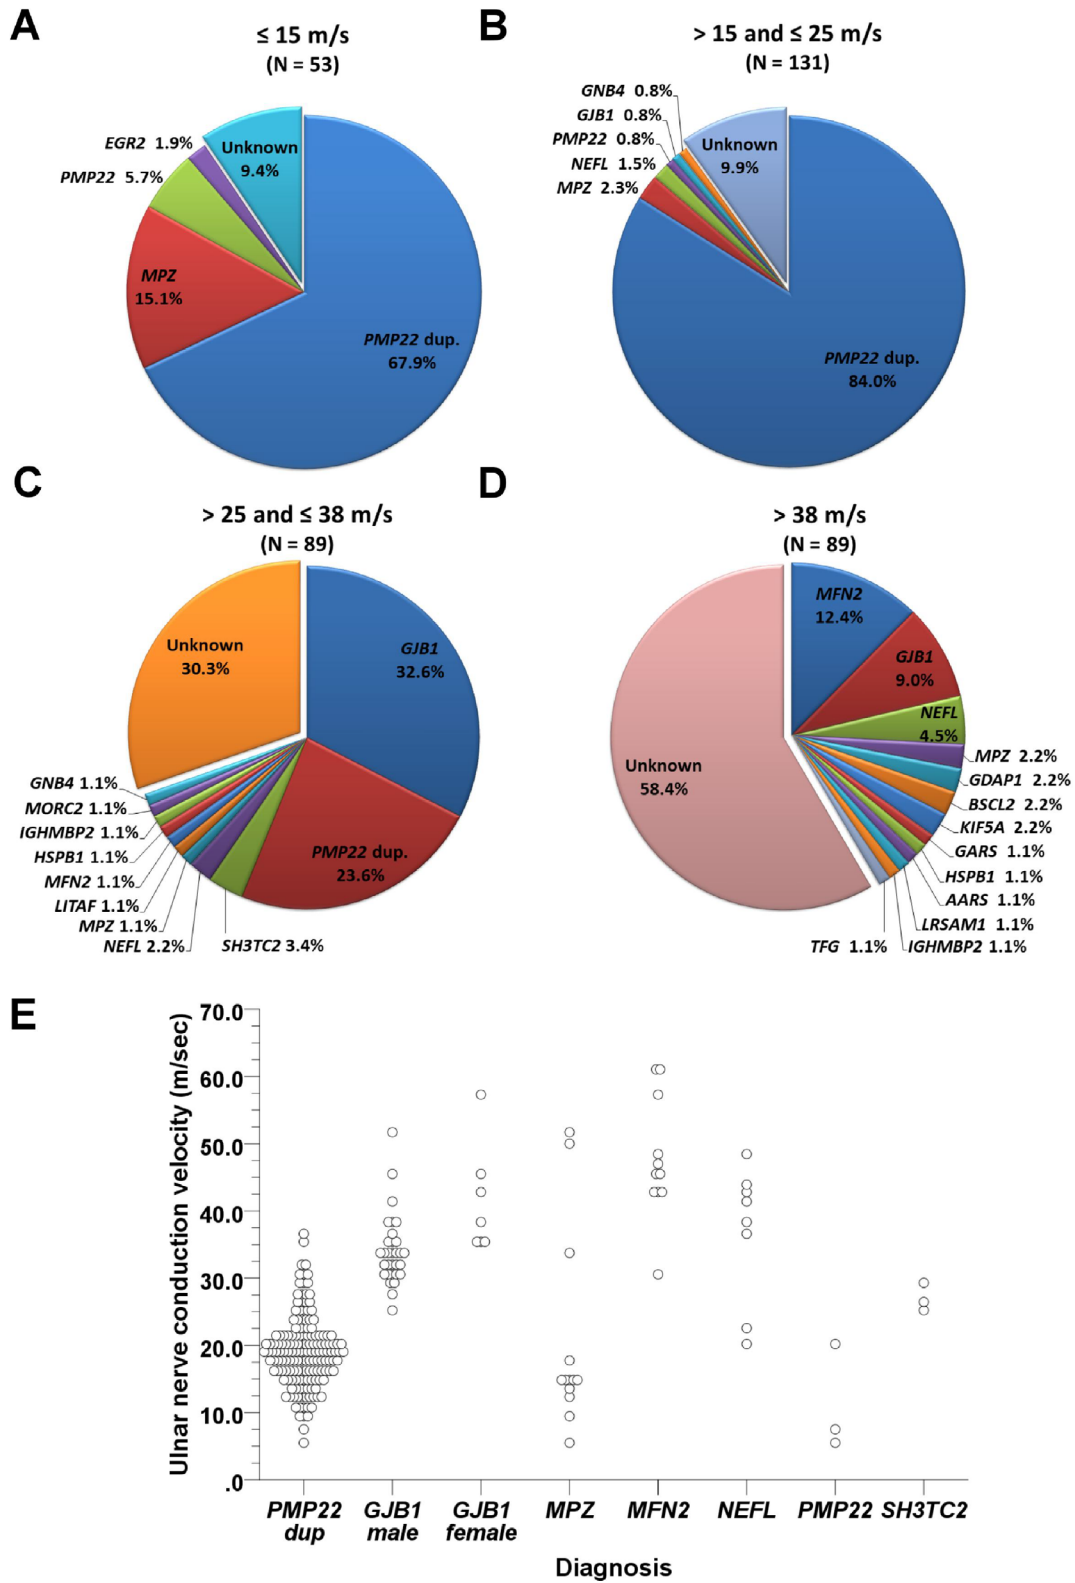 A
≤ 15 m/s
(N = 53)
EGR2 1.9%
Unknown
9.4%
PMP22 5.7%
MPZ
15.1%
PMP22 dup.
67.9%
B
> 15 and ≤ 25 m/s
(N = 131)
GNB4 0.8%
GJB1 0.8%
PMP22 0.8%
NEFL 1.5%
MPZ 2.3%
Unknown
9.9%
PMP22 dup.
84.0%
C
> 25 and ≤ 38 m/s
(N = 89)
Unknown
30.3%
GJB1
32.6%
PMP22 dup.
23.6%
GNB4 1.1%
MORC2 1.1%
IGHMBP2 1.1%
HSPB1 1.1%
MFN2 1.1%
LITAF 1.1%
MPZ 1.1%
NEFL 2.2%
SH3TC2 3.4%
D
> 38 m/s
(N = 89)
MFN2
12.4%
GJB1
9.0%
NEFL
4.5%
MPZ 2.2%
GDAP1 2.2%
BSCL2 2.2%
KIF5A 2.2%
GARS 1.1%
HSPB1 1.1%
AARS 1.1%
LRSAM1 1.1%
IGHMBP2 1.1%
TFG 1.1%
Unknown
58.4%
E
Ulnar nerve conduction velocity (m/sec)
70.0
60.0
50.0
40.0
30.0
20.0
10.0
.0
PMP22
dup
GJB1
male
GJB1
female
MPZ
MFN2
NEFL
PMP22
SH3TC2
Diagnosis